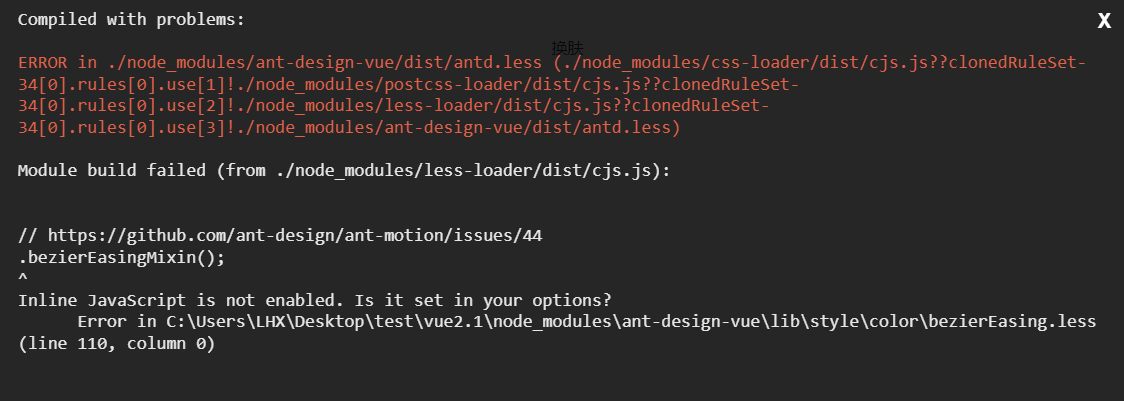 Compiled with problems:
X
换肤
ERROR in ./node_modules/ant-design-vue/dist/antd.less (./node_modules/css-loader/dist/cjs.js??clonedRuleSet-
34[0].rules[0].use[1]!./node_modules/postcss-loader/dist/cjs.js??clonedRuleSet-
34[0].rules[0].use[2]!./node_modules/less-loader/dist/cjs.js??clonedRuleSet-
34[0].rules[0].use[3]!./node_modules/ant-design-vue/dist/antd.less)
Module build failed (from ./node_modules/less-loader/dist/cjs.js):
// https://github.com/ant-design/ant-motion/issues/44
.bezierEasingMixin();
^
Inline JavaScript is not enabled. Is it set in your options?
Error in C:\Users\LHX\Desktop\test\vue2.1\node_modules\ant-design-vue\lib\style\color\bezierEasing.less
(line 110, column 0)